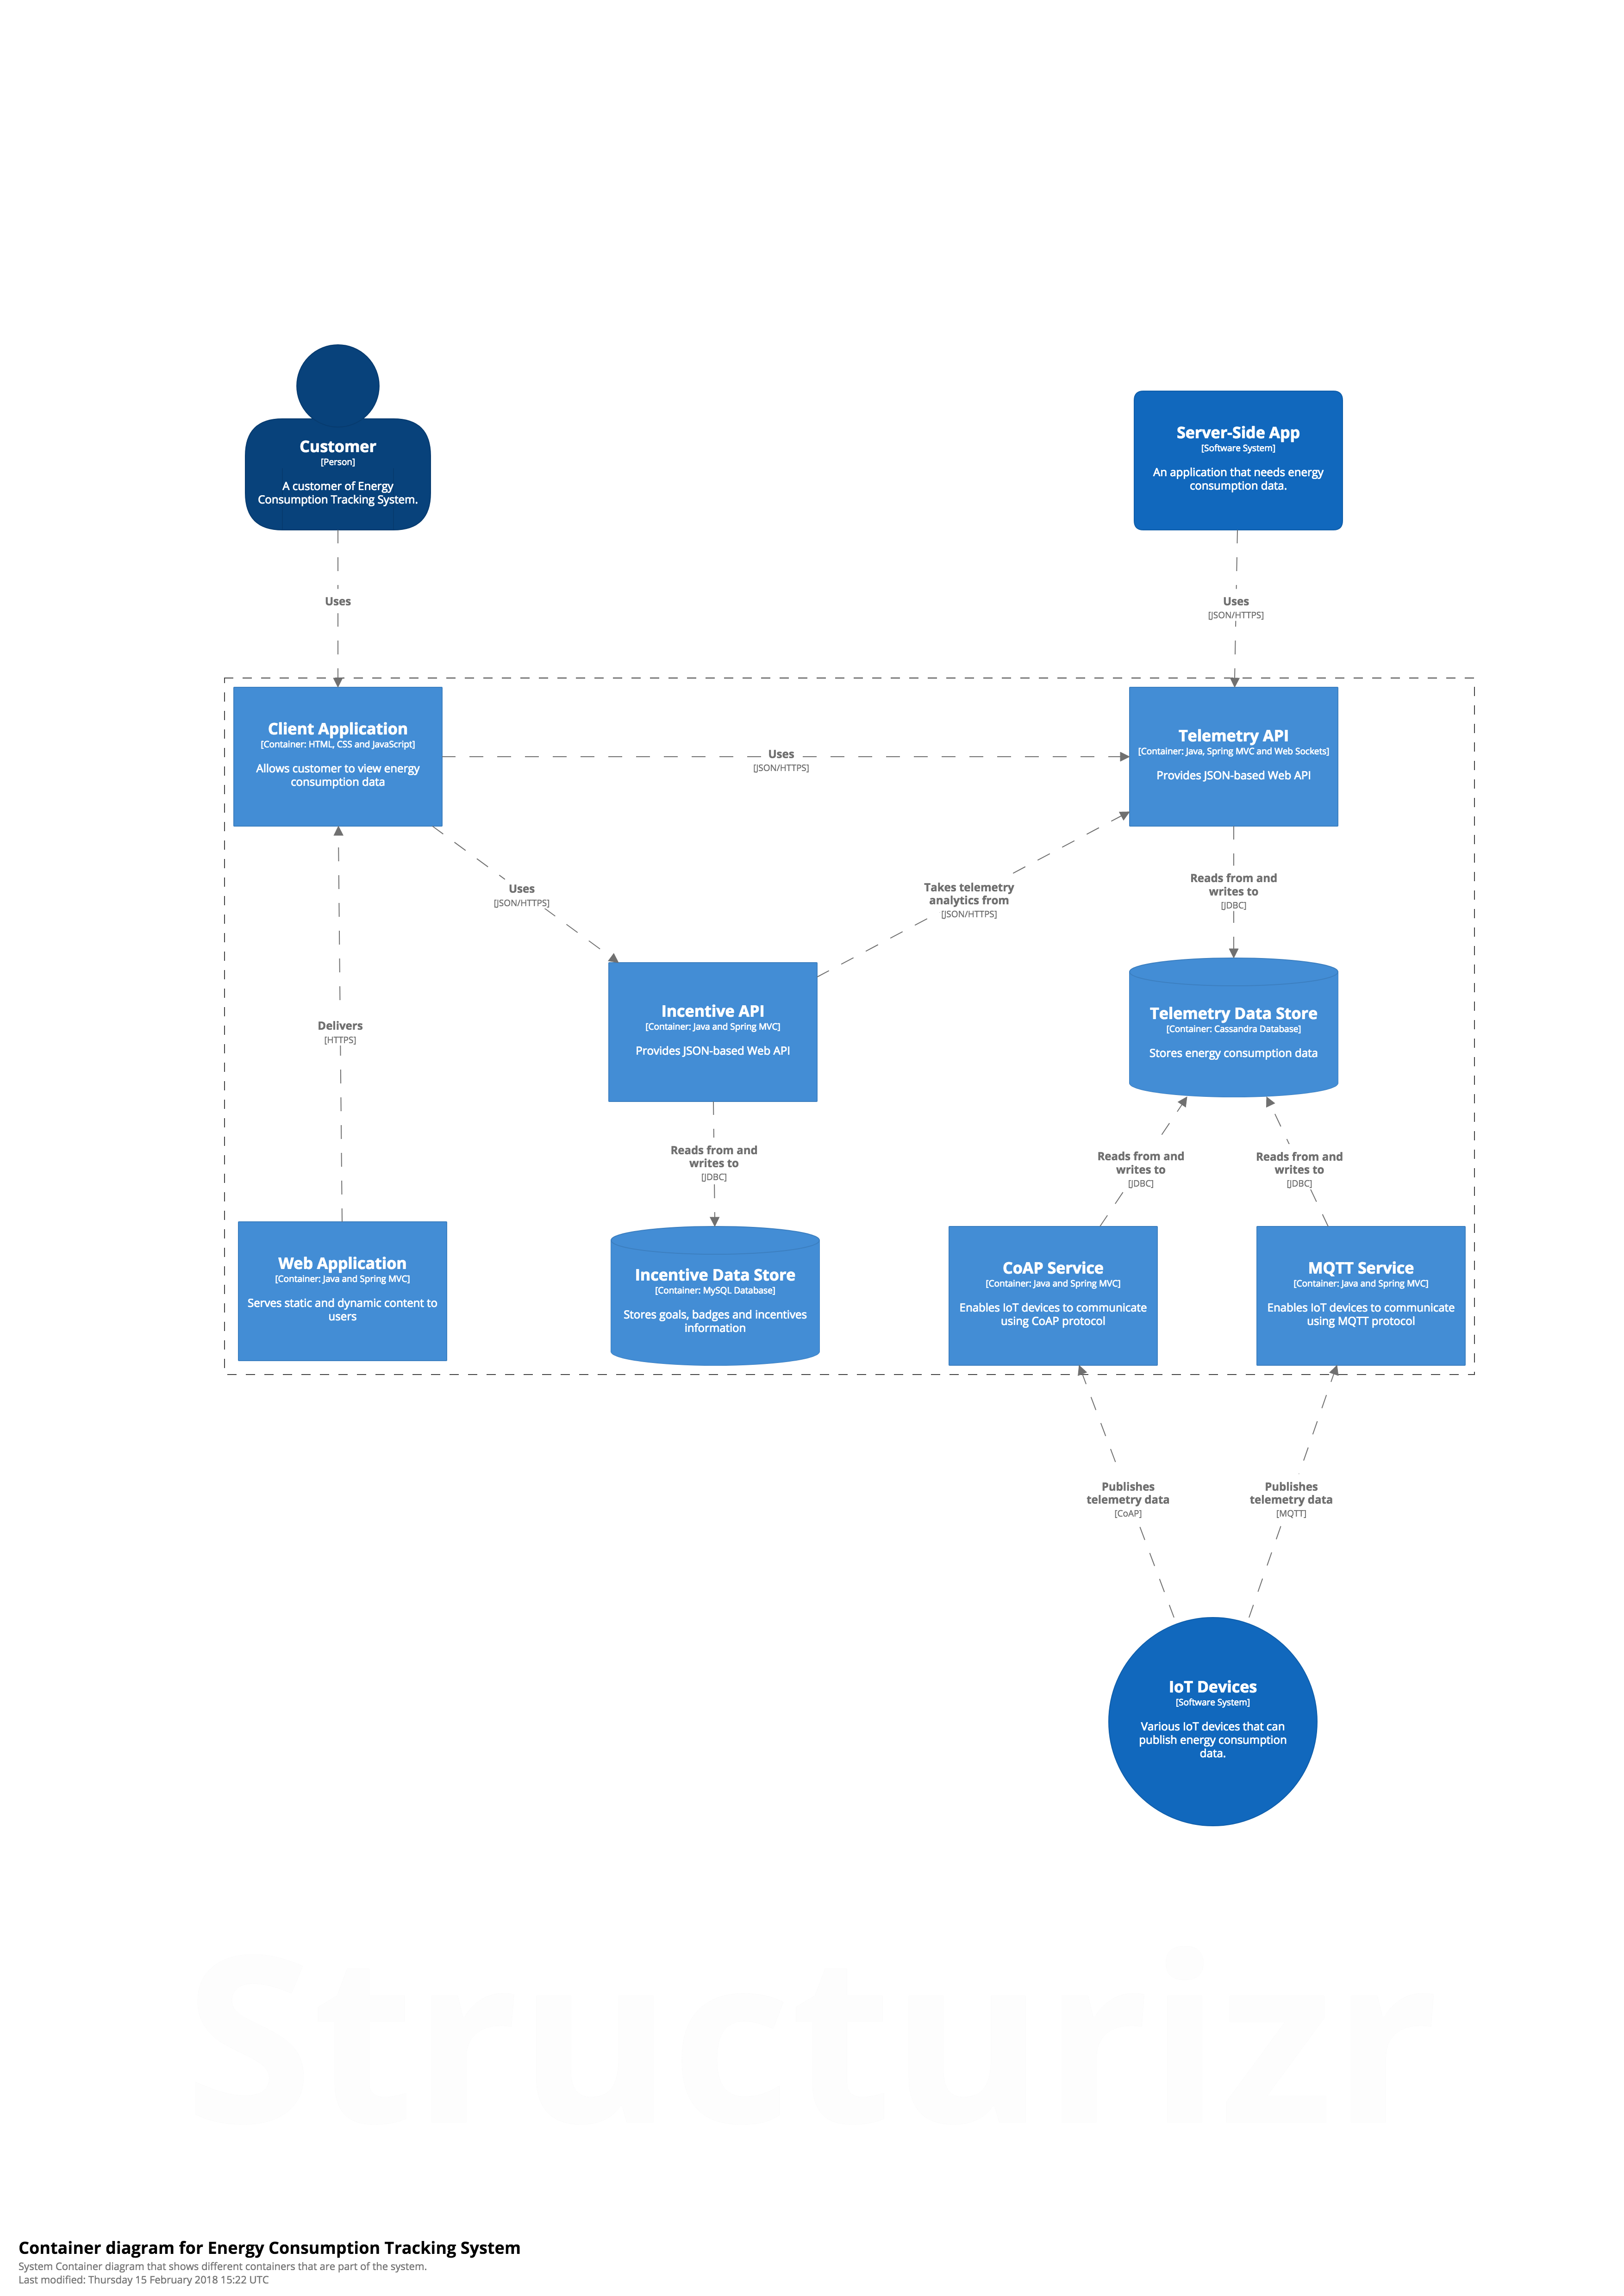 Customer
[Person]
A customer of Energy
Consumption Tracking System.
Server-Side App
[Software System]
An application that needs energy
consumption data.
Uses
Uses
[JSON/HTTPS]
Client Application
[Container: HTML, CSS and JavaScript]
Allows customer to view energy
consumption data
Uses
[JSON/HTTPS]
Telemetry API
[Container: Java, Spring MVC and Web Sockets]
Provides JSON-based Web API
Uses
[JSON/HTTPS]
Takes telemetry
analytics from
[JSON/HTTPS]
Reads from and
writes to
[JDBC]
Delivers
[HTTPS]
Incentive API
[Container: Java and Spring MVC]
Provides JSON-based Web API
Telemetry Data Store
[Container: Cassandra Database]
Stores energy consumption data
Reads from and
writes to
[JDBC]
Reads from and
writes to
[JDBC]
Reads from and
writes to
[JDBC]
Web Application
[Container: Java and Spring MVC]
Serves static and dynamic content to
users
Incentive Data Store
[Container: MySQL Database]
Stores goals, badges and incentives
information
CoAP Service
[Container: Java and Spring MVC]
Enables IoT devices to communicate
using CoAP protocol
MQTT Service
[Container: Java and Spring MVC]
Enables IoT devices to communicate
using MQTT protocol
Publishes
telemetry data
[CoAP]
Publishes
telemetry data
[MQTT]
IoT Devices
[Software System]
Various IoT devices that can
publish energy consumption
data.
Structurizr
Container diagram for Energy Consumption Tracking System
System Container diagram that shows different containers that are part of the system.
Last modified: Thursday 15 February 2018 15:22 UTC